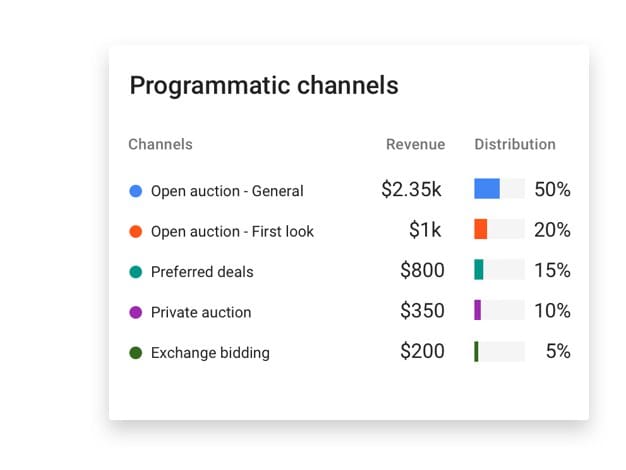 Programmatic channels
Channels Revenue Distribution
Open auction - General $2.35k 50%
Open auction - First look $1k 20%
Preferred deals $800 15%
Private auction $350 10%
Exchange bidding $200 5%